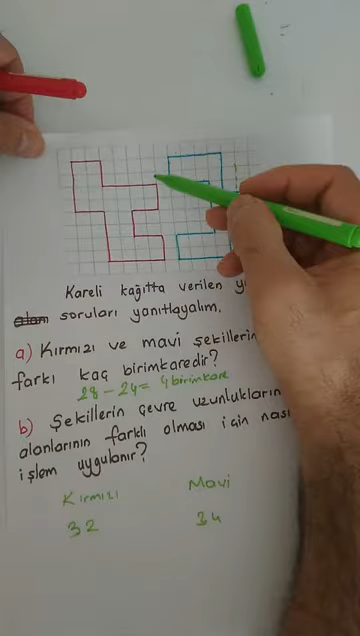 Kareli kağıtta verilen
alanı soruları yanıtlayalım.
a) Kırmızı ve mavi şekillerin
farkı kaç birimkaredir?
28 - 24 = 4 birimkare
b) Şekillerin çevre uzunlukların
alanlarının farklı olması için nası
işlem uygulanır?
Kırmızı Mavi
32 34